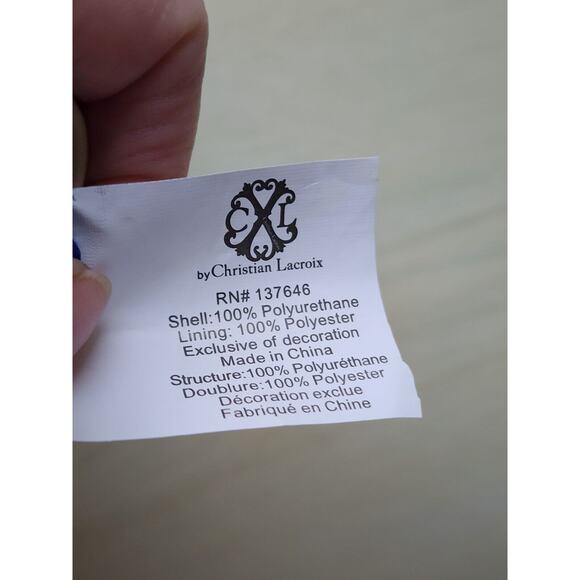 CXL
by Christian Lacroix
RN# 137646
Shell:100% Polyurethane
Lining: 100% Polyester
Exclusive of decoration
Made in China
Structure:100% Polyuréthane
Doublure:100% Polyester
Décoration exclue
Fabriqué en Chine